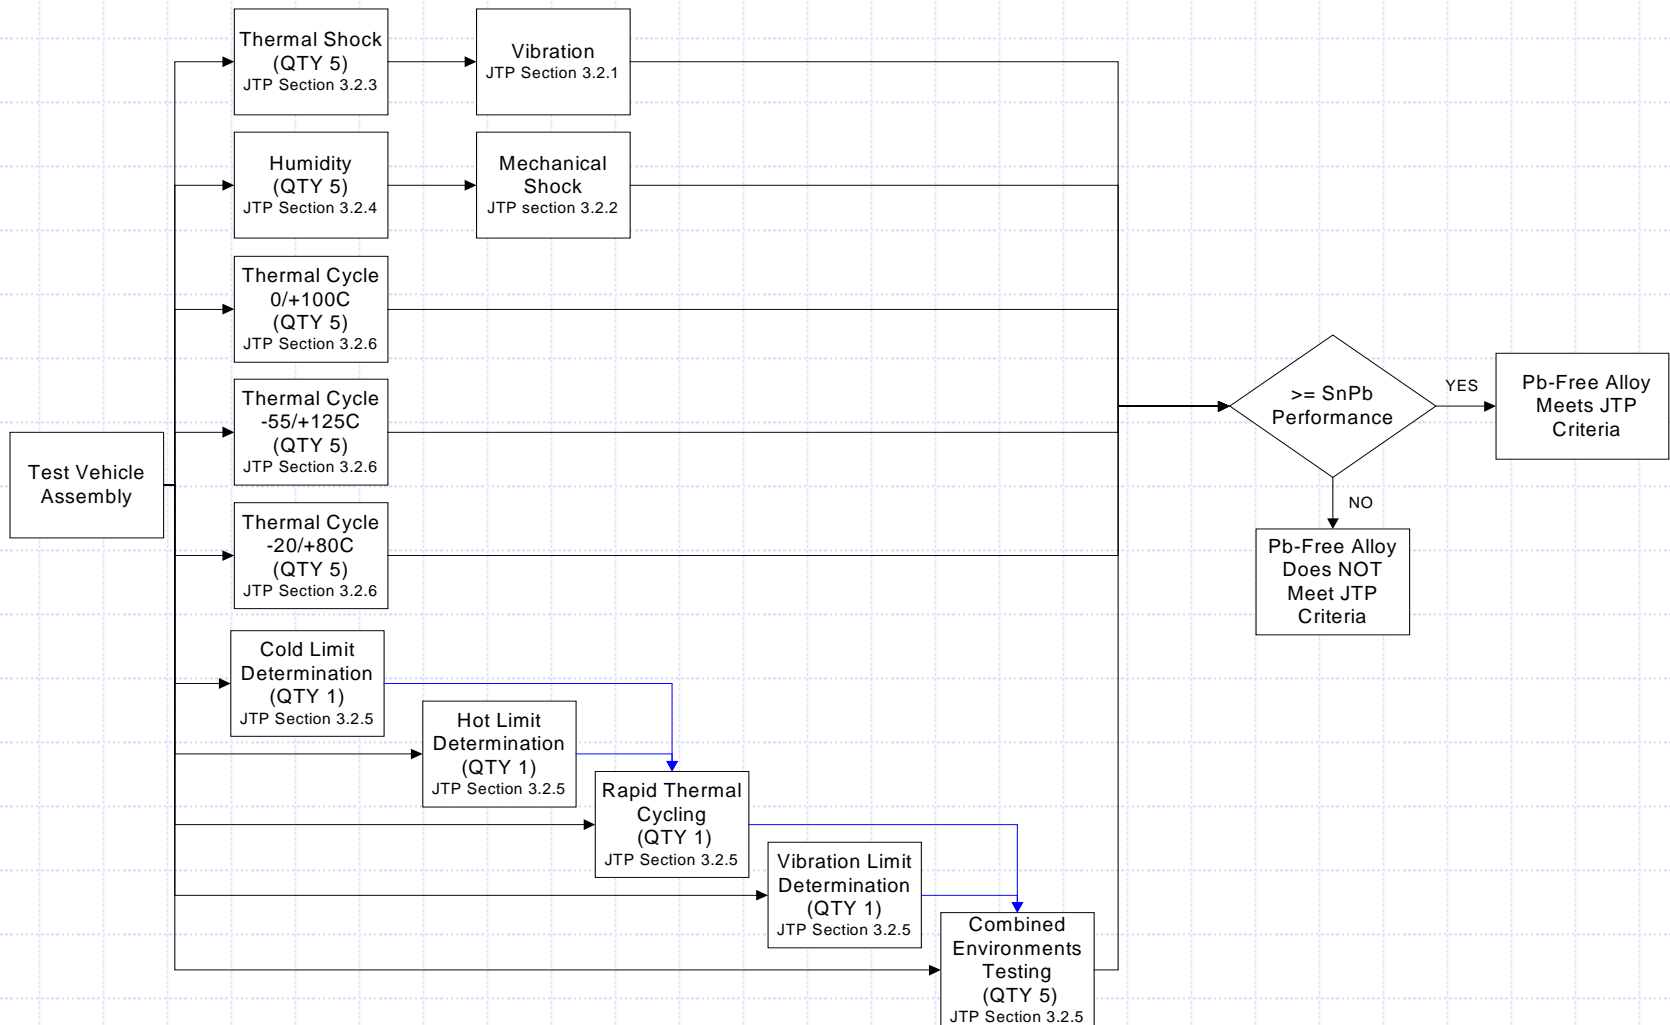 Thermal Shock
(QTY 5)
JTP Section 3.2.3
Vibration
JTP Section 3.2.1
Humidity
(QTY 5)
JTP Section 3.2.4
Mechanical
Shock
JTP section 3.2.2
Thermal Cycle
0/+100C
(QTY 5)
JTP Section 3.2.6
Thermal Cycle
-55/+125C
(QTY 5)
JTP Section 3.2.6
Test Vehicle
Assembly
Thermal Cycle
-20/+80C
(QTY 5)
JTP Section 3.2.6
>= SnPb
Performance
YES
Pb-Free Alloy
Meets JTP
Criteria
NO
Pb-Free Alloy
Does NOT
Meet JTP
Criteria
Cold Limit
Determination
(QTY 1)
JTP Section 3.2.5
Hot Limit
Determination
(QTY 1)
JTP Section 3.2.5
Rapid Thermal
Cycling
(QTY 1)
JTP Section 3.2.5
Vibration Limit
Determination
(QTY 1)
JTP Section 3.2.5
Combined
Environments
Testing
(QTY 5)
JTP Section 3.2.5